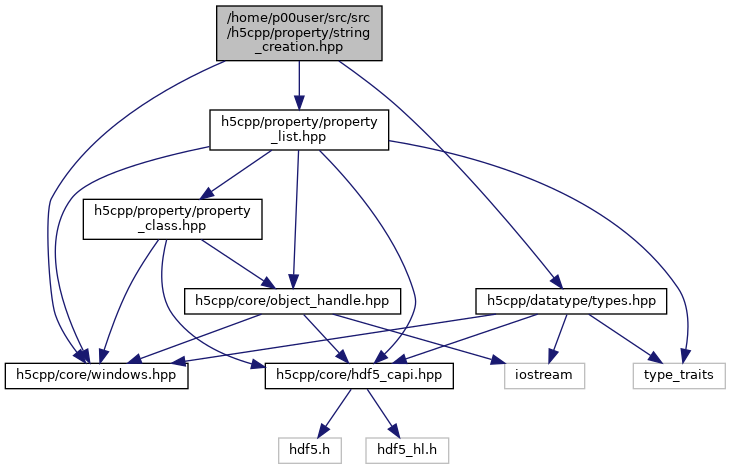 /home/p00user/src/src
/h5cpp/property/string
_creation.hpp
h5cpp/property/property
_list.hpp
h5cpp/property/property
_class.hpp
h5cpp/core/object_handle.hpp
h5cpp/datatype/types.hpp
h5cpp/core/windows.hpp
h5cpp/core/hdf5_capi.hpp
iostream
type_traits
hdf5.h
hdf5_hl.h